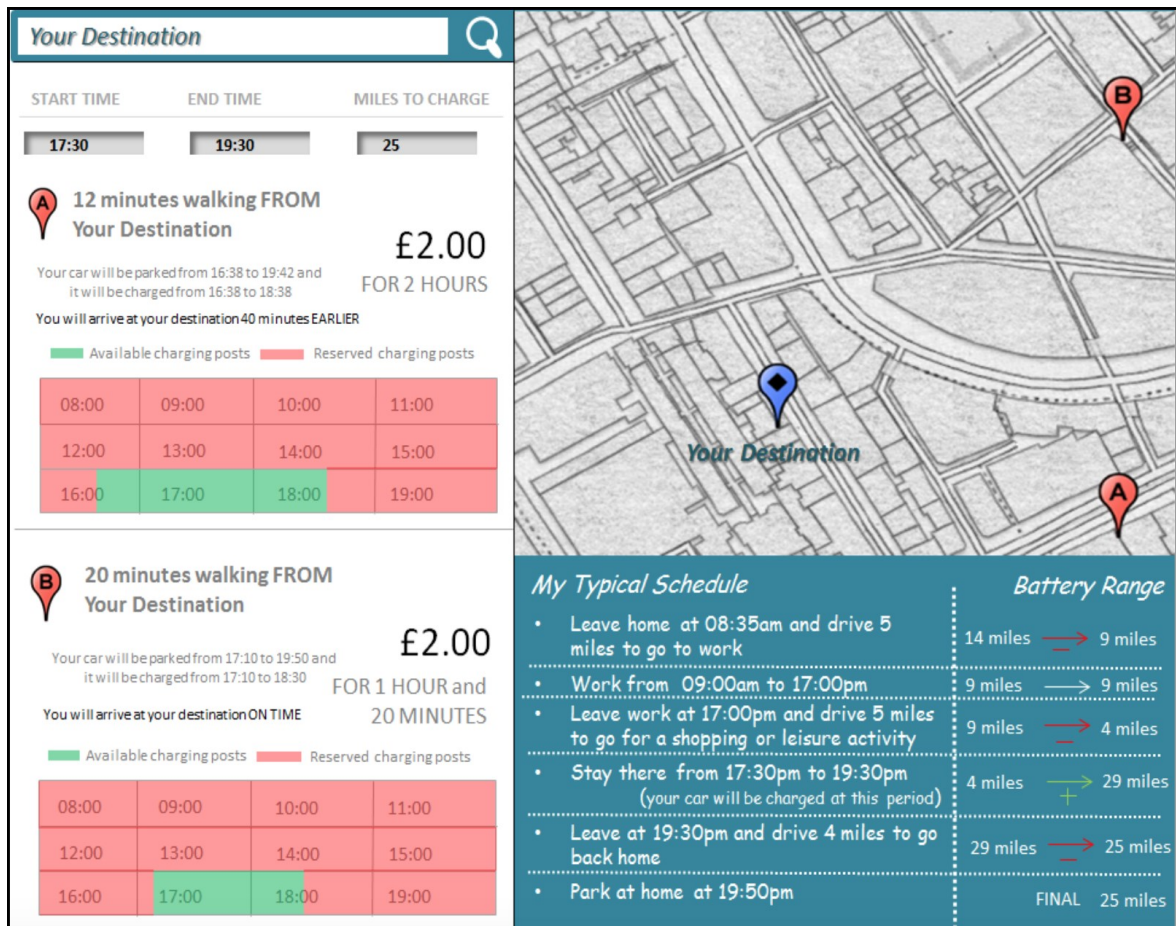 Your Destination
START TIME END TIME MILES TO CHARGE
17:30 19:30 25
A
12 minutes walking FROM
Your Destination
£2.00
FOR 2 HOURS
Your car will be parked from 16:38 to 19:42 and
it will be charged from 16:38 to 18:38
You will arrive at your destination 40 minutes EARLIER
Available charging posts Reserved charging posts
08:00 09:00 10:00 11:00
12:00 13:00 14:00 15:00
16:00 17:00 18:00 19:00
B
20 minutes walking FROM
Your Destination
£2.00
FOR 1 HOUR and
20 MINUTES
Your car will be parked from 17:10 to 19:50 and
it will be charged from 17:10 to 18:30
You will arrive at your destination ON TIME
Available charging posts Reserved charging posts
08:00 09:00 10:00 11:00
12:00 13:00 14:00 15:00
16:00 17:00 18:00 19:00
B
Your Destination
A
My Typical Schedule Battery Range
• Leave home at 08:35am and drive 5
miles to go to work
14 miles 9 miles
• Work from 09:00am to 17:00pm
9 miles 9 miles
• Leave work at 17:00pm and drive 5 miles
to go for a shopping or leisure activity
9 miles 4 miles
• Stay there from 17:30pm to 19:30pm
(your car will be charged at this period)
4 miles 29 miles
• Leave at 19:30pm and drive 4 miles to go
back home
29 miles 25 miles
• Park at home at 19:50pm
FINAL 25 miles